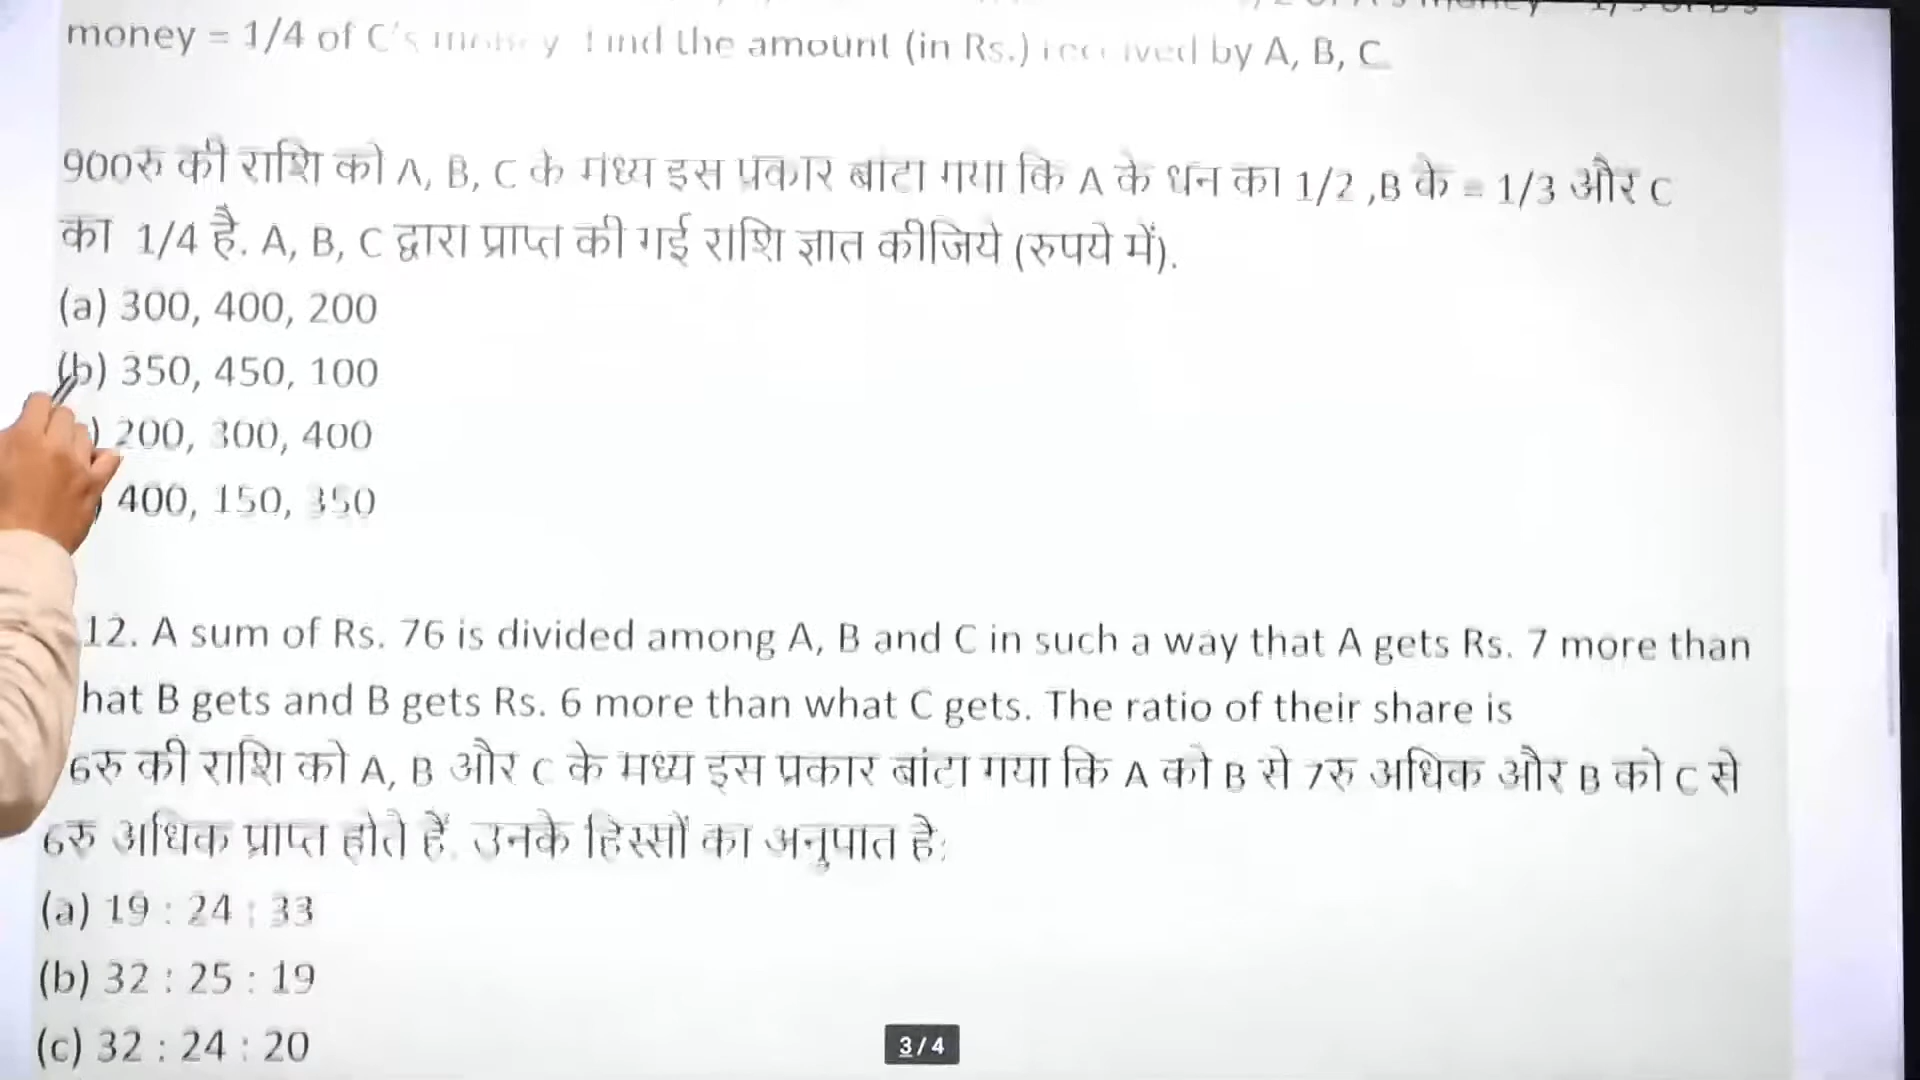 money = 1/4 of C's money find the amount (in Rs.) received by A, B, C.
900रु की राशि को A, B, C के मध्य इस प्रकार बाटा गया कि A के धन का 1/2 ,B के = 1/3 और C
का 1/4 है. A, B, C द्वारा प्राप्त की गई राशि ज्ञात कीजिये (रुपये में).
(a) 300, 400, 200
(b) 350, 450, 100
) 200, 300, 400
400, 150, 350
12. A sum of Rs. 76 is divided among A, B and C in such a way that A gets Rs. 7 more than
hat B gets and B gets Rs. 6 more than what C gets. The ratio of their share is
6रु की राशि को A, B और C के मध्य इस प्रकार बांटा गया कि A को B से 7रु अधिक और B को C से
6रु अधिक प्राप्त होते हैं. उनके हिस्सों का अनुपात है:
(a) 19 : 24 : 33
(b) 32 : 25 : 19
(c) 32 : 24 : 20
3 / 4